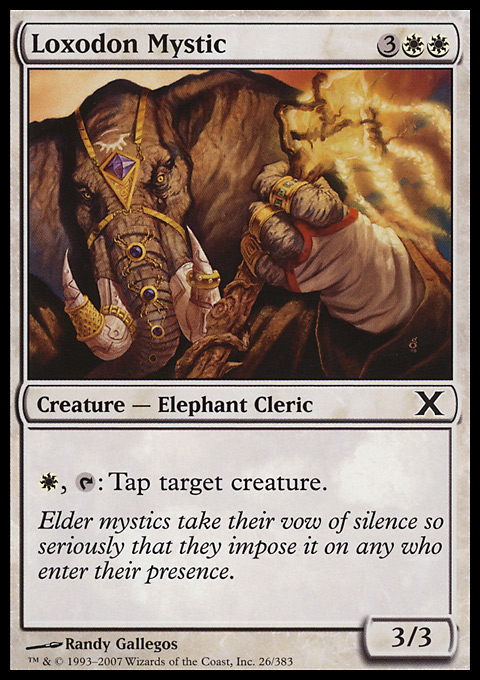 Loxodon Mystic 3
Creature — Elephant Cleric X
, : Tap target creature.
Elder mystics take their vow of silence so
seriously that they impose it on any who
enter their presence.
Randy Gallegos
3/3
™ & © 1993–2007 Wizards of the Coast, Inc. 26/383